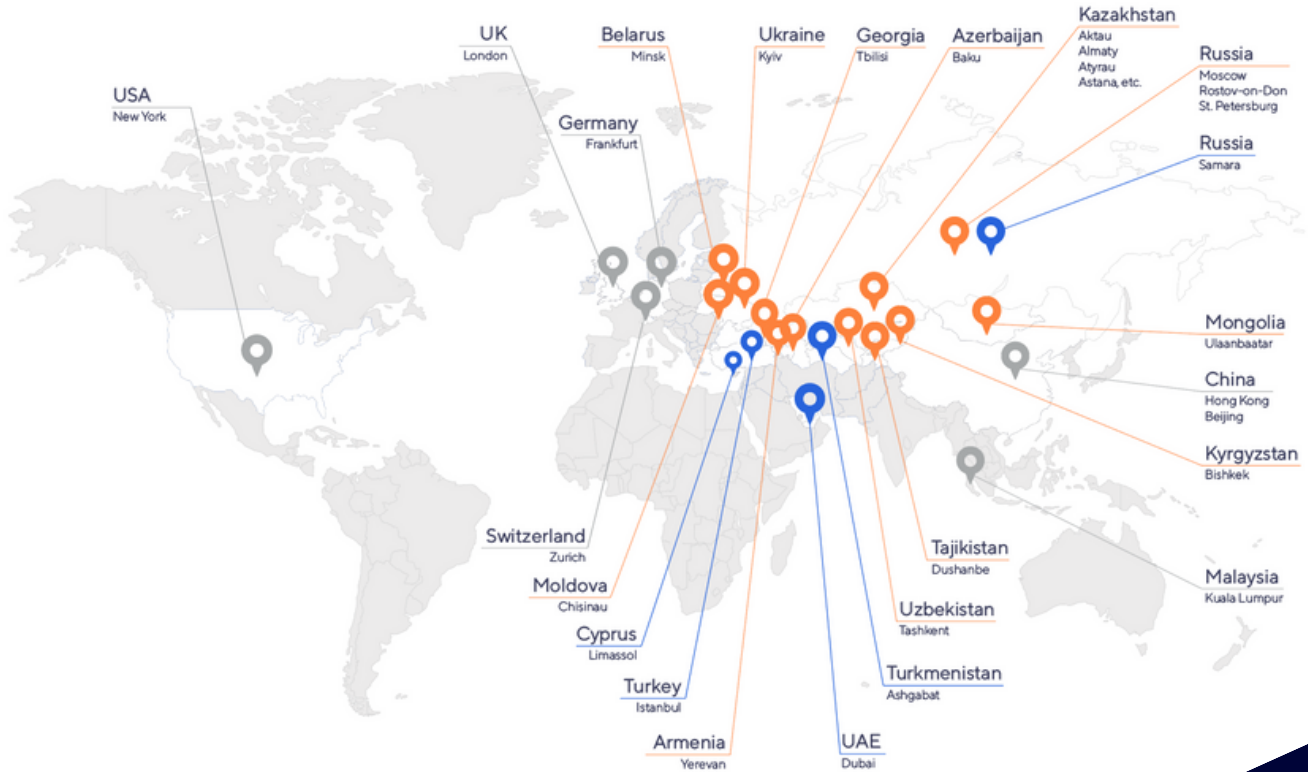 UK
London
Belarus
Minsk
Ukraine
Kyiv
Georgia
Tbilisi
Azerbaijan
Baku
Kazakhstan
Aktau
Almaty
Atyrau
Astana, etc.
Russia
Moscow
Rostov-on-Don
St. Petersburg
USA
New York
Germany
Frankfurt
Russia
Samara
Mongolia
Ulaanbaatar
China
Hong Kong
Beijing
Kyrgyzstan
Bishkek
Switzerland
Zurich
Tajikistan
Dushanbe
Malaysia
Kuala Lumpur
Moldova
Chisinau
Uzbekistan
Tashkent
Cyprus
Limassol
Turkey
Istanbul
Turkmenistan
Ashgabat
Armenia
Yerevan
UAE
Dubai